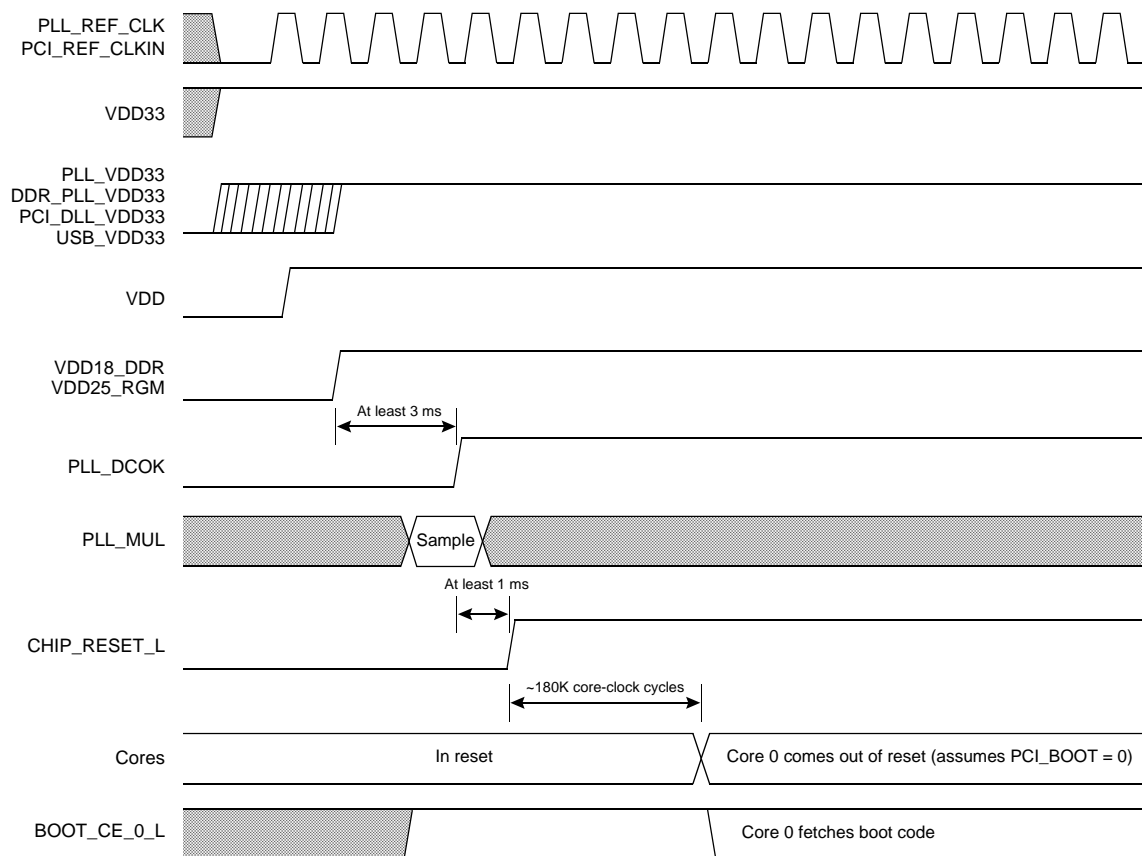 PLL_REF_CLK
PCI_REF_CLKIN
VDD33
PLL_VDD33
DDR_PLL_VDD33
PCI_DLL_VDD33
USB_VDD33
VDD
VDD18_DDR
VDD25_RGM
At least 3 ms
PLL_DCOK
PLL_MUL
Sample
At least 1 ms
CHIP_RESET_L
~180K core-clock cycles
Cores
In reset
Core 0 comes out of reset (assumes PCI_BOOT = 0)
BOOT_CE_0_L
Core 0 fetches boot code